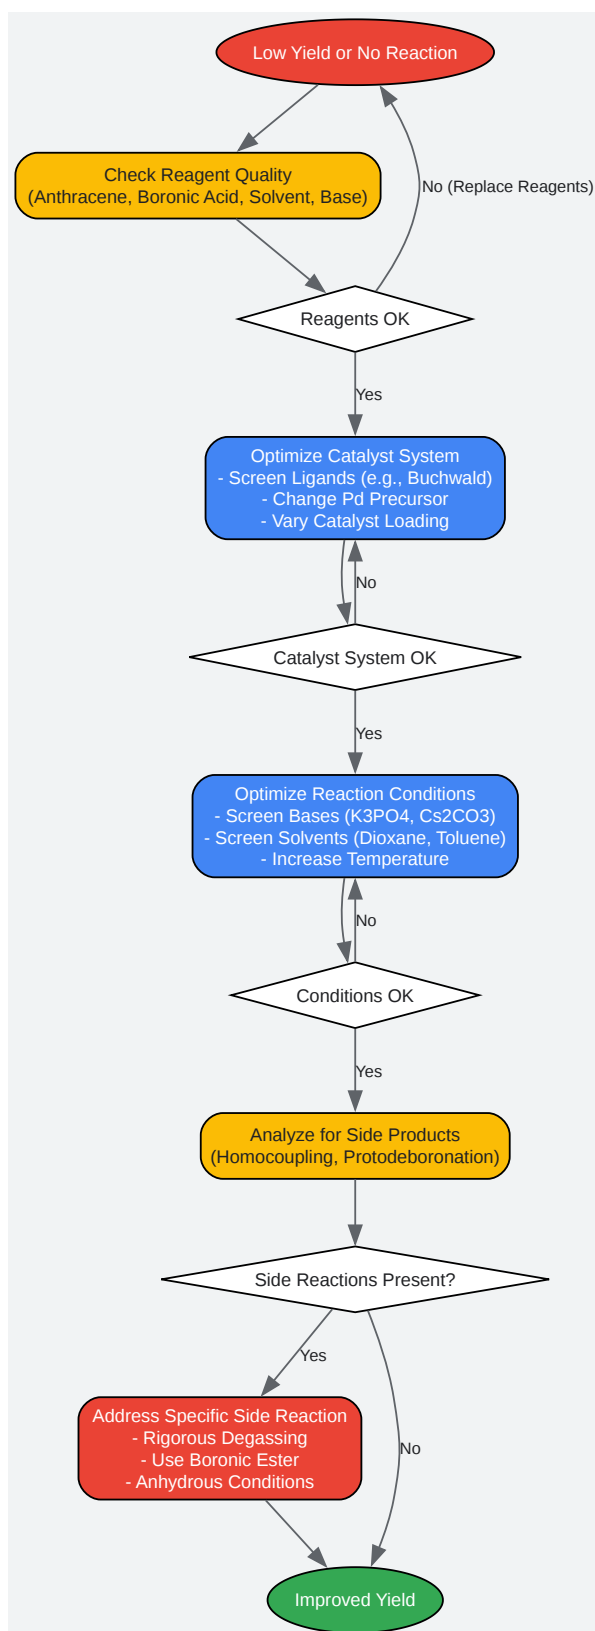 Low Yield or No Reaction
Check Reagent Quality
(Anthracene, Boronic Acid, Solvent, Base)
No (Replace Reagents)
Reagents OK
Yes
Optimize Catalyst System
- Screen Ligands (e.g., Buchwald)
- Change Pd Precursor
- Vary Catalyst Loading
No
Catalyst System OK
Yes
Optimize Reaction Conditions
- Screen Bases (K3PO4, Cs2CO3)
- Screen Solvents (Dioxane, Toluene)
- Increase Temperature
No
Conditions OK
Yes
Analyze for Side Products
(Homocoupling, Protodeboronation)
Side Reactions Present?
Yes
Address Specific Side Reaction
- Rigorous Degassing
- Use Boronic Ester
- Anhydrous Conditions
No
Improved Yield